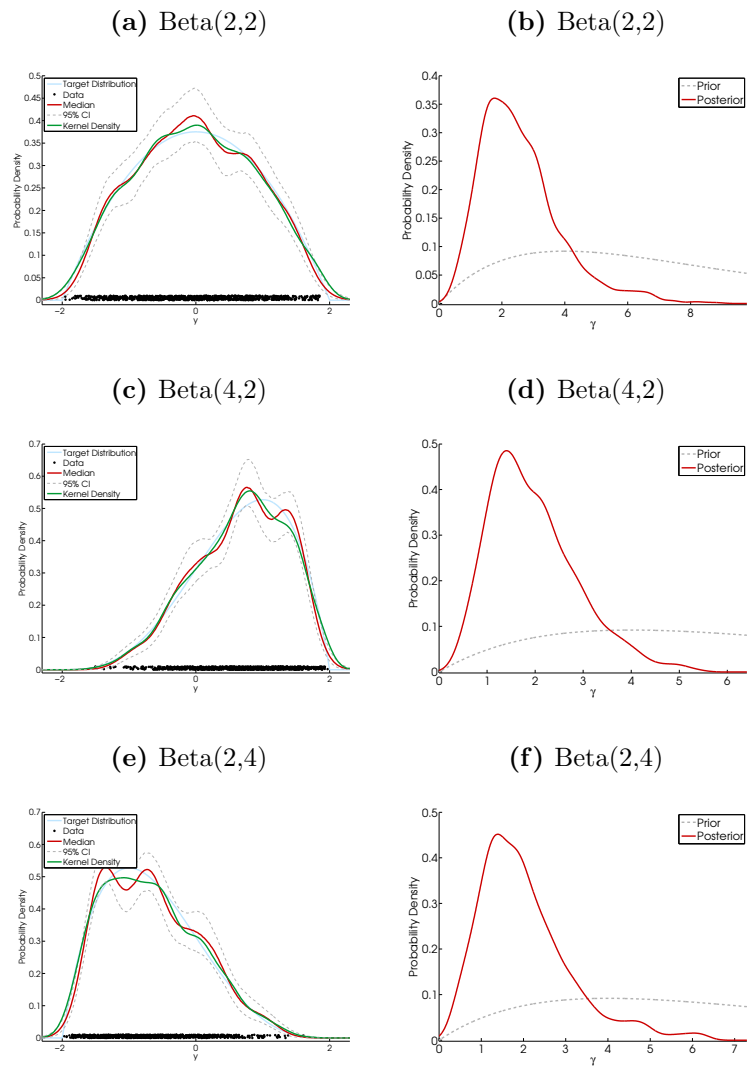 (a) Beta(2,2)
(b) Beta(2,2)
0.5
0.45
0.4
0.35
0.3
0.25
0.2
0.15
0.1
0.05
0
Probability Density
Target Distribution
Data
Median
95% CI
Kernel Density
−2
0
2
y
0.4
0.35
0.3
0.25
0.2
0.15
0.1
0.05
0
Probability Density
Prior
Posterior
0
2
4
6
8
γ
(c) Beta(4,2)
(d) Beta(4,2)
0.7
0.6
0.5
0.4
0.3
0.2
0.1
0
Probability Density
Target Distribution
Data
Median
95% CI
Kernel Density
−2
0
2
y
0.5
0.4
0.3
0.2
0.1
0
Probability Density
Prior
Posterior
0
1
2
3
4
5
6
γ
(e) Beta(2,4)
(f) Beta(2,4)
0.7
0.6
0.5
0.4
0.3
0.2
0.1
0
Probability Density
Target Distribution
Data
Median
95% CI
Kernel Density
−2
0
2
y
0.5
0.4
0.3
0.2
0.1
0
Probability Density
Prior
Posterior
0
1
2
3
4
5
6
7
γ